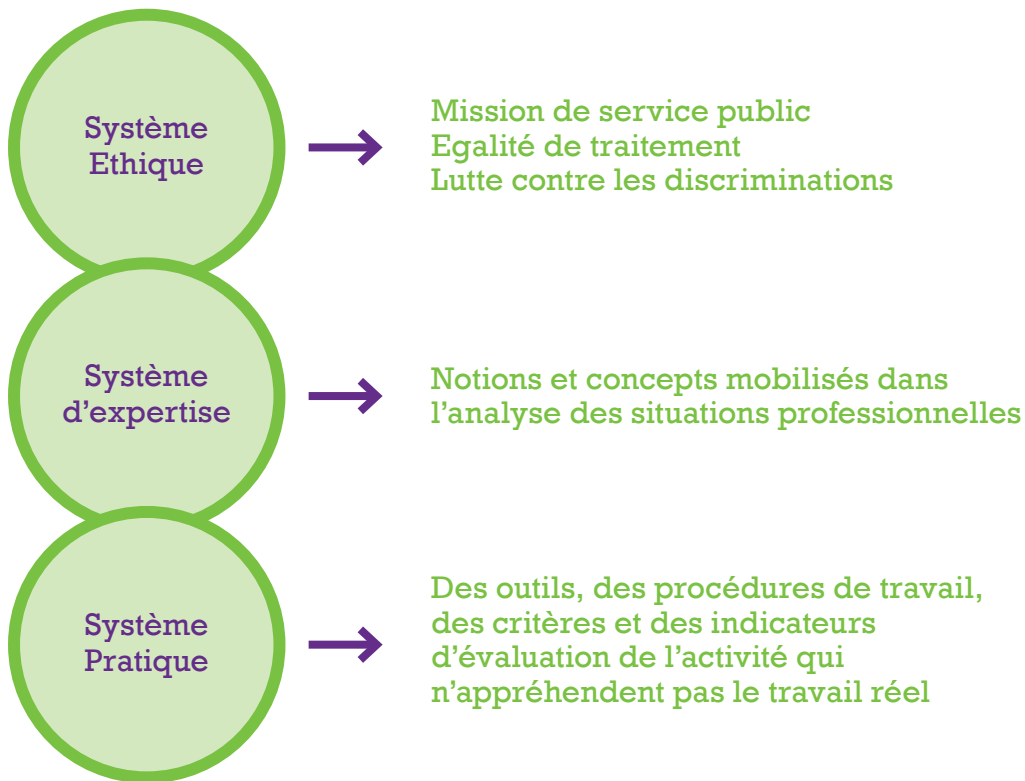 Système
Ethique
Mission de service public
Egalité de traitement
Lutte contre les discriminations
Système
d’expertise
Notions et concepts mobilisés dans
l’analyse des situations professionnelles
Système
Pratique
Des outils, des procédures de travail,
des critères et des indicateurs
d’évaluation de l’activité qui
n’appréhendent pas le travail réel